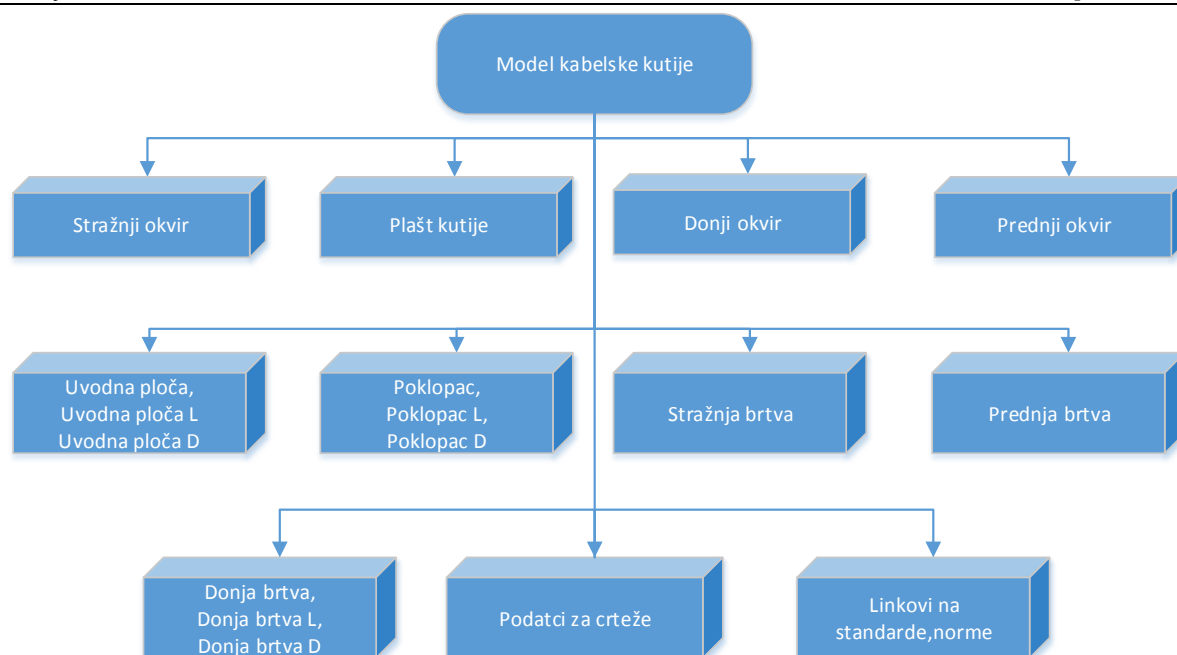 Model kabelske kutije
Stražnji okvir
Plašt kutije
Donji okvir
Prednji okvir
Uvodna ploča,
Uvodna ploča L
Uvodna ploča D
Poklopac,
Poklopac L,
Poklopac D
Stražnja brtva
Prednja brtva
Donja brtva,
Donja brtva L,
Donja brtva D
Podatci za crteže
Linkovi na
standarde,norme